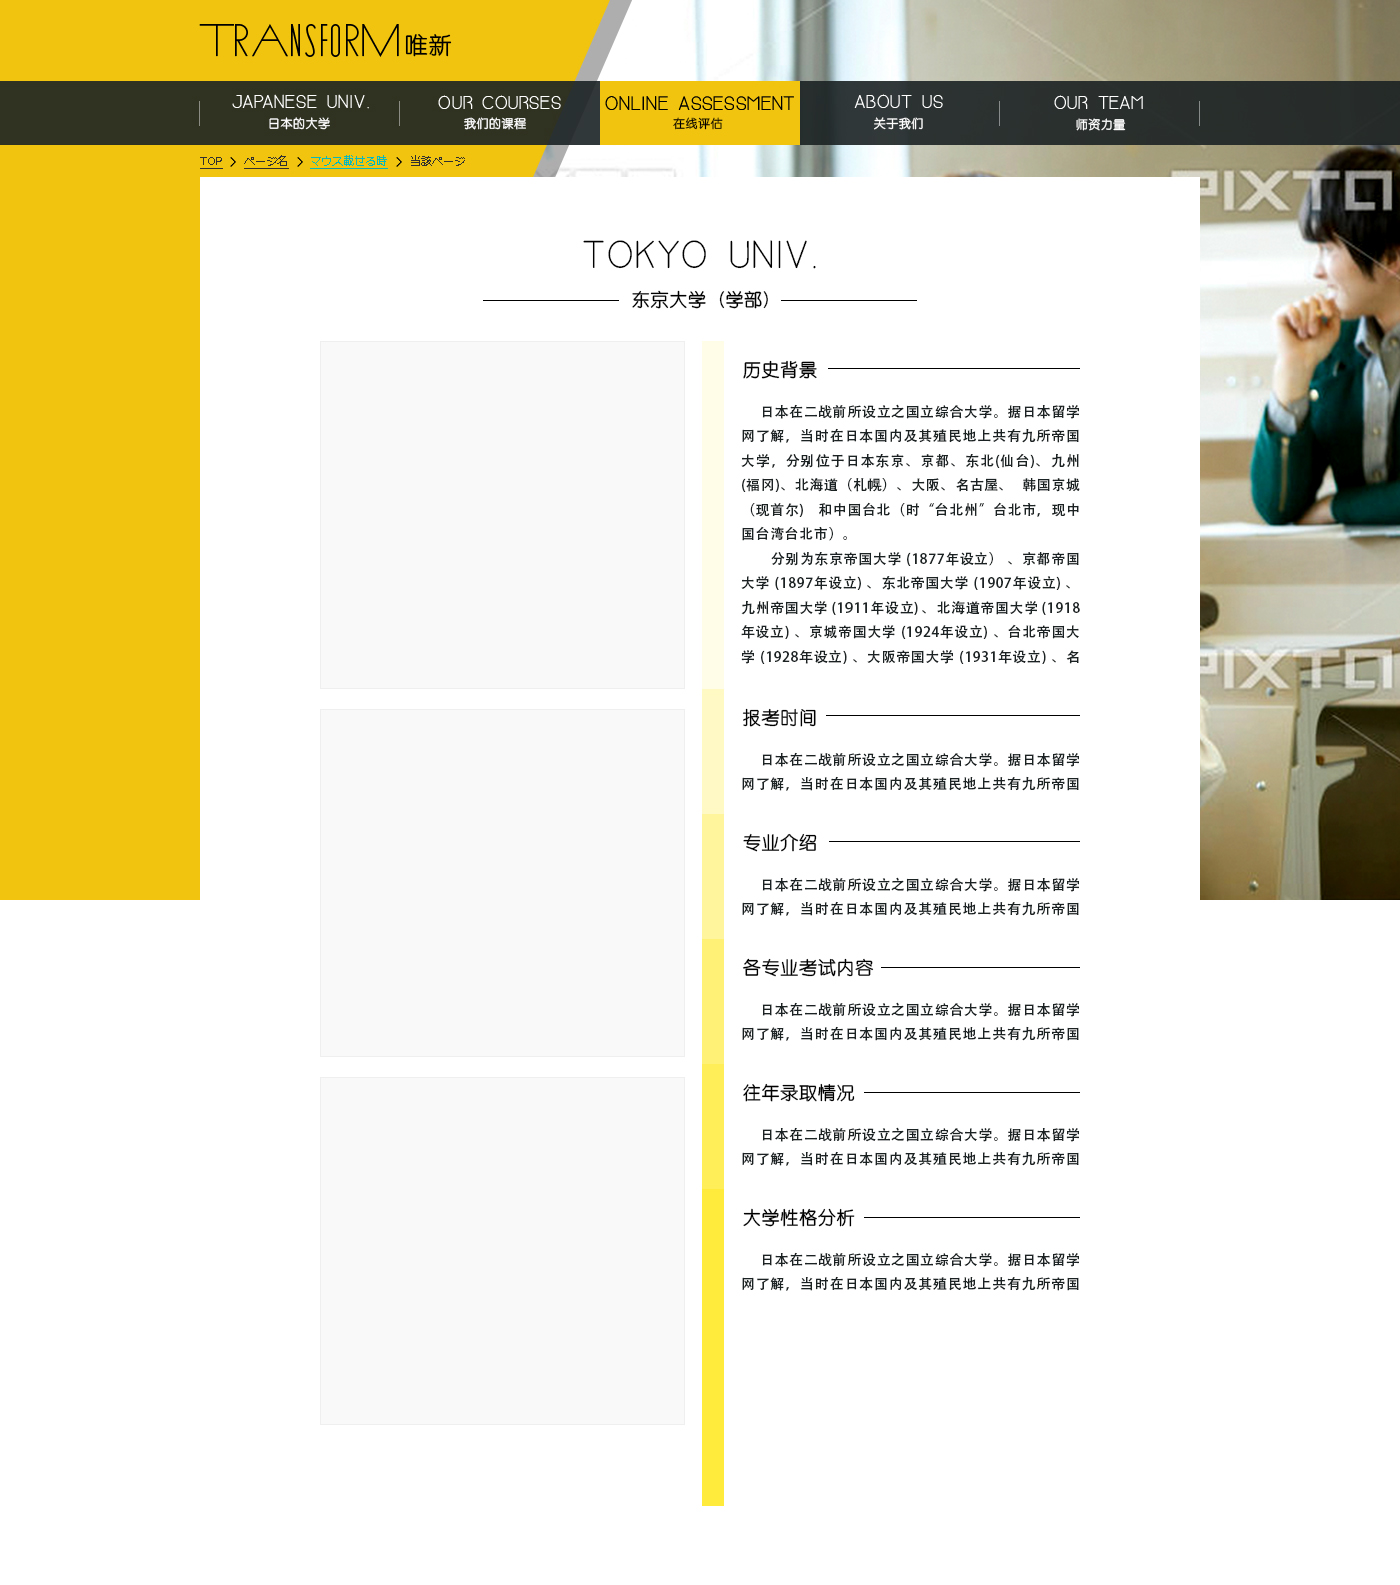 TRANSFORM 唯新
JAPANESE UNIV.
日本的大学
OUR COURSES
我们的课程
ONLINE ASSESSMENT
在线评估
ABOUT US
关于我们
OUR TEAM
师资力量
TOP > ページ名 > マウス載せる時 > 当該ページ
PIXTA
TOKYO UNIV.
东京大学（学部）
历史背景
日本在二战前所设立之国立综合大学。据日本留学
网了解，当时在日本国内及其殖民地上共有九所帝国
大学，分别位于日本东京、京都、东北(仙台)、九州
(福冈)、北海道（札幌）、大阪、名古屋、 韩国京城
（现首尔) 和中国台北（时“台北州”台北市，现中
国台湾台北市）。
分别为东京帝国大学 (1877年设立） 、京都帝国
大学 (1897年设立) 、东北帝国大学 (1907年设立) 、
九州帝国大学 (1911年设立) 、北海道帝国大学 (1918
年设立) 、京城帝国大学 (1924年设立) 、台北帝国大
学 (1928年设立) 、大阪帝国大学 (1931年设立) 、名
PIXTA
报考时间
日本在二战前所设立之国立综合大学。据日本留学
网了解，当时在日本国内及其殖民地上共有九所帝国
专业介绍
日本在二战前所设立之国立综合大学。据日本留学
网了解，当时在日本国内及其殖民地上共有九所帝国
各专业考试内容
日本在二战前所设立之国立综合大学。据日本留学
网了解，当时在日本国内及其殖民地上共有九所帝国
往年录取情况
日本在二战前所设立之国立综合大学。据日本留学
网了解，当时在日本国内及其殖民地上共有九所帝国
大学性格分析
日本在二战前所设立之国立综合大学。据日本留学
网了解，当时在日本国内及其殖民地上共有九所帝国